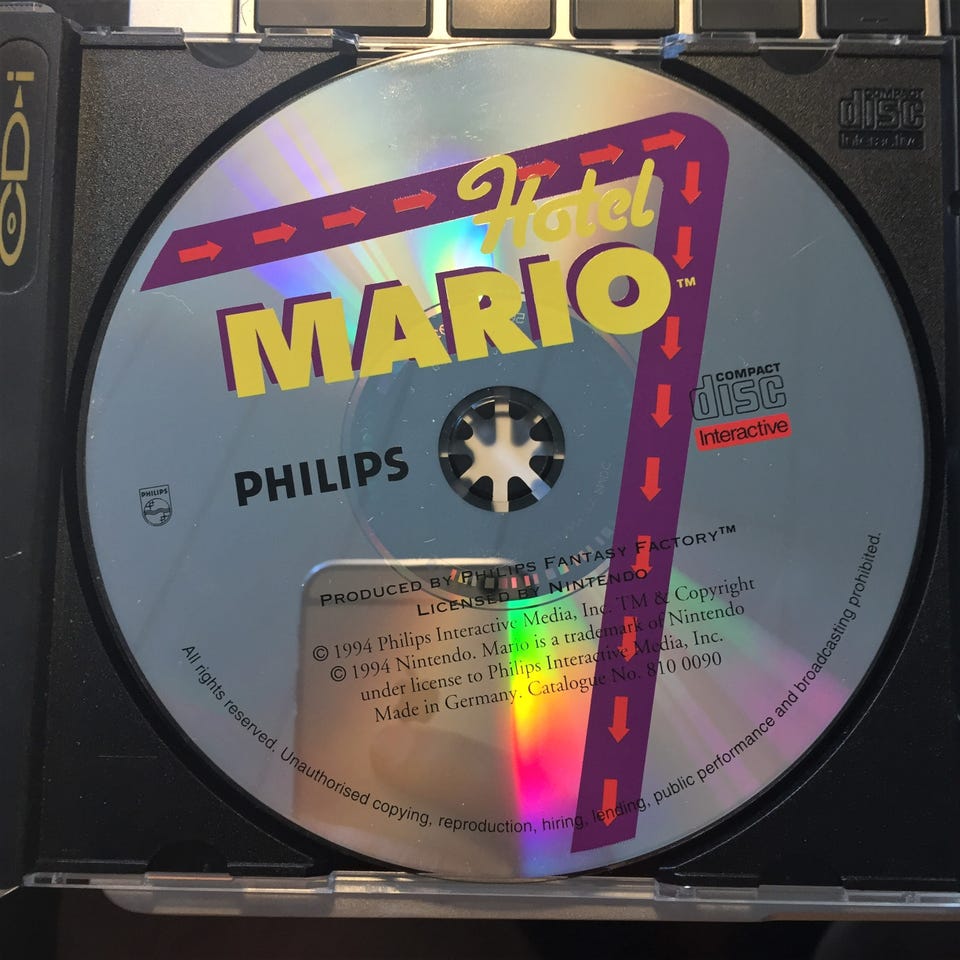 CD-i
COMPACT
disc
Interactive
Hotel
MARIO™
COMPACT
disc
Interactive
PHILIPS
PHILIPS
PRODUCED BY PHILIPS FANTASY FACTORY™
LICENSED BY NINTENDO
© 1994 Philips Interactive Media, Inc. TM & Copyright
© 1994 Nintendo. Mario is a trademark of Nintendo
under license to Philips Interactive Media, Inc.
Made in Germany. Catalogue No. 810 0090
All rights reserved. Unauthorised copying, reproduction, hiring, lending, public performance and broadcasting prohibited.